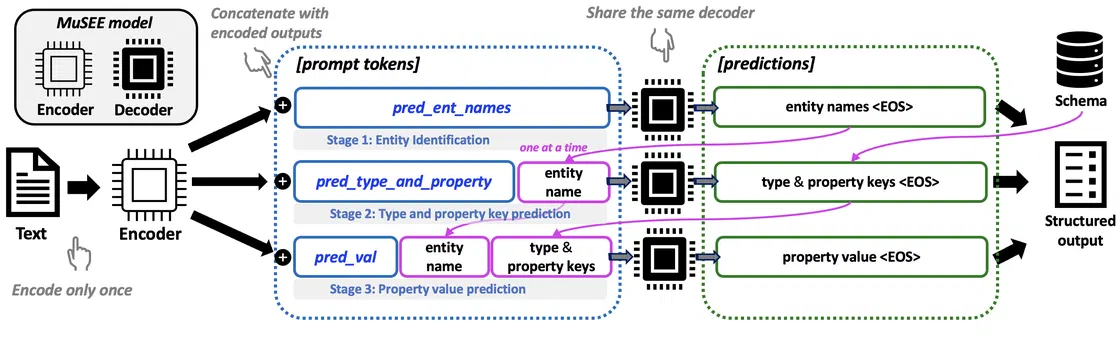 MuSEE model
Encoder
Decoder
Concatenate with
encoded outputs
Share the same decoder
[prompt tokens]
[predictions]
pred_ent_names
entity names <EOS>
Schema
Stage 1: Entity Identification
one at a time
pred_type_and_property
entity
name
type & property keys <EOS>
Text
Encoder
Stage 2: Type and property key prediction
Structured
output
pred_val
entity
name
type &
property keys
property value <EOS>
Encode only once
Stage 3: Property value prediction